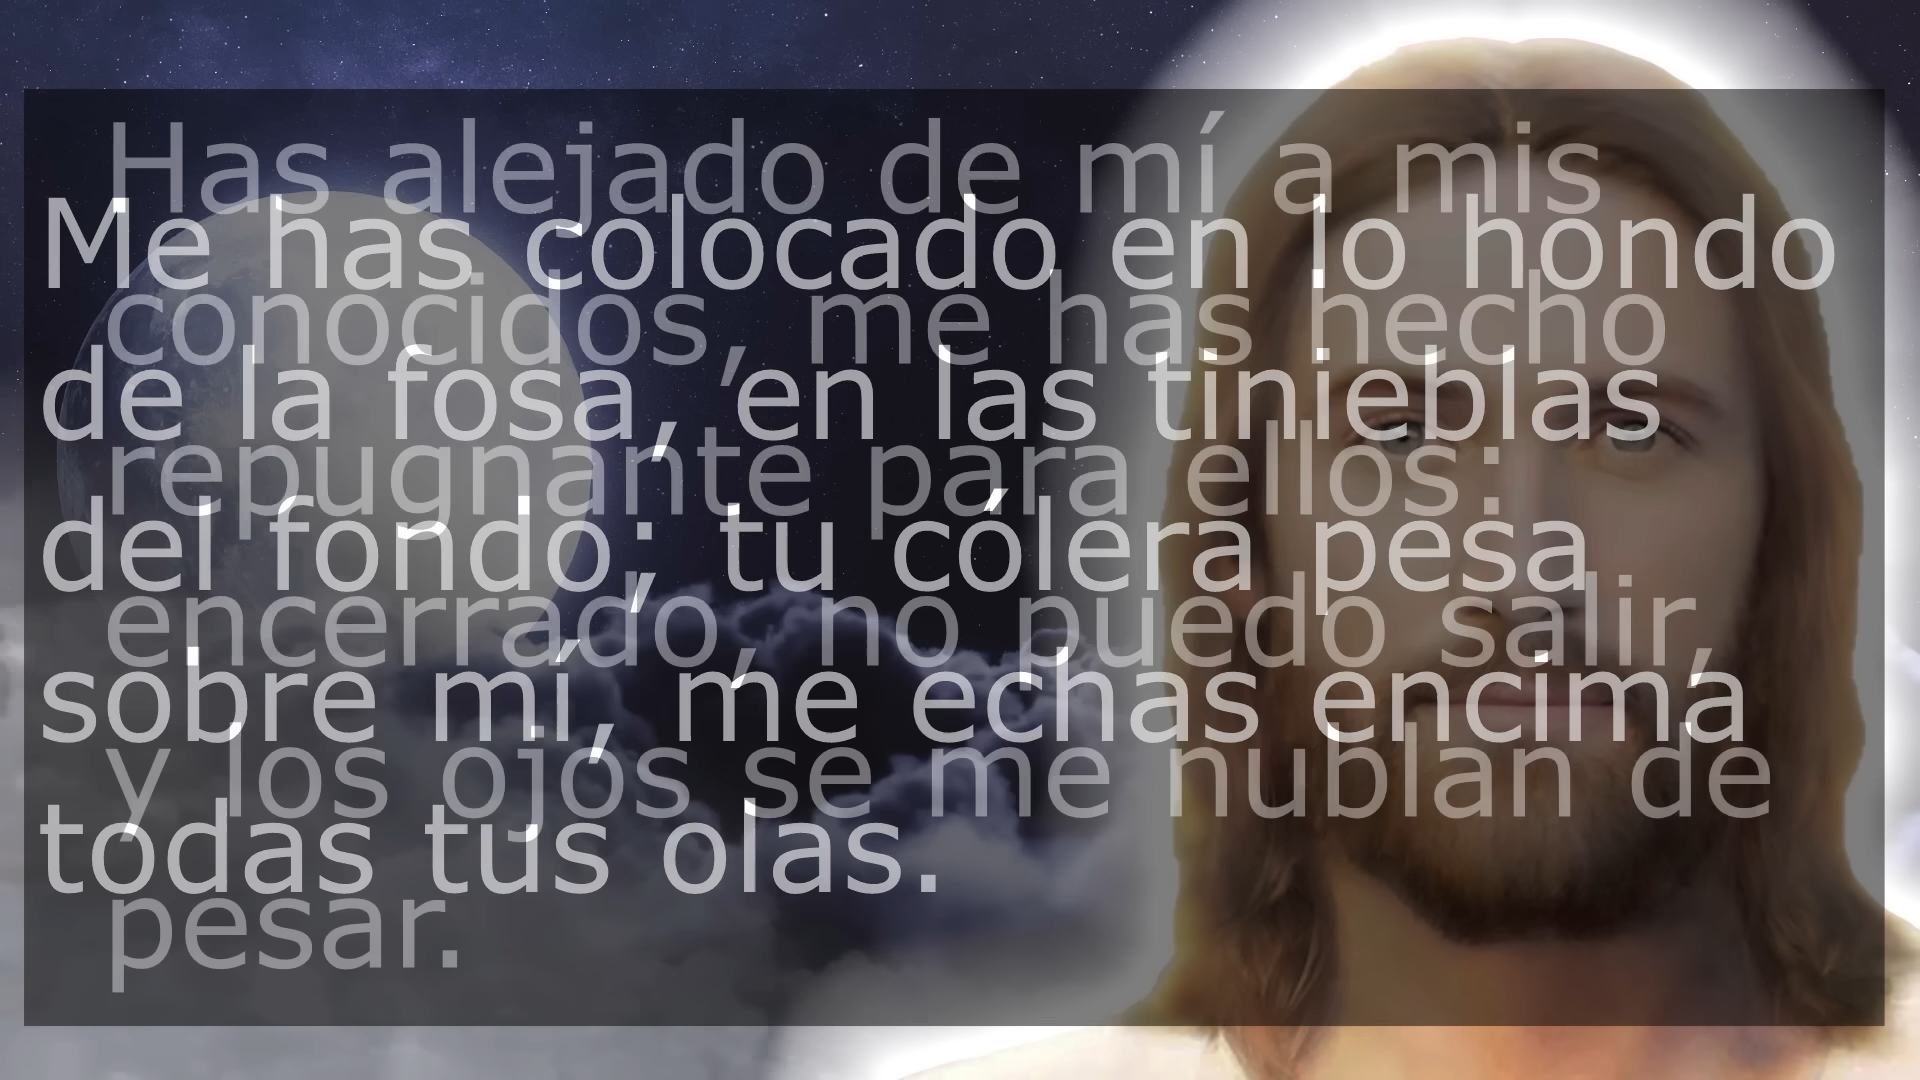 Me has colocado en lo hondo
de la fosa, en las tinieblas
del fondo; tu cólera pesa
sobre mí, me echas encima
todas tus olas.
Has alejado de mí a mis
conocidos, me has hecho
repugnante para ellos:
encerrado, no puedo salir,
y los ojos se me nublan de
pesar.